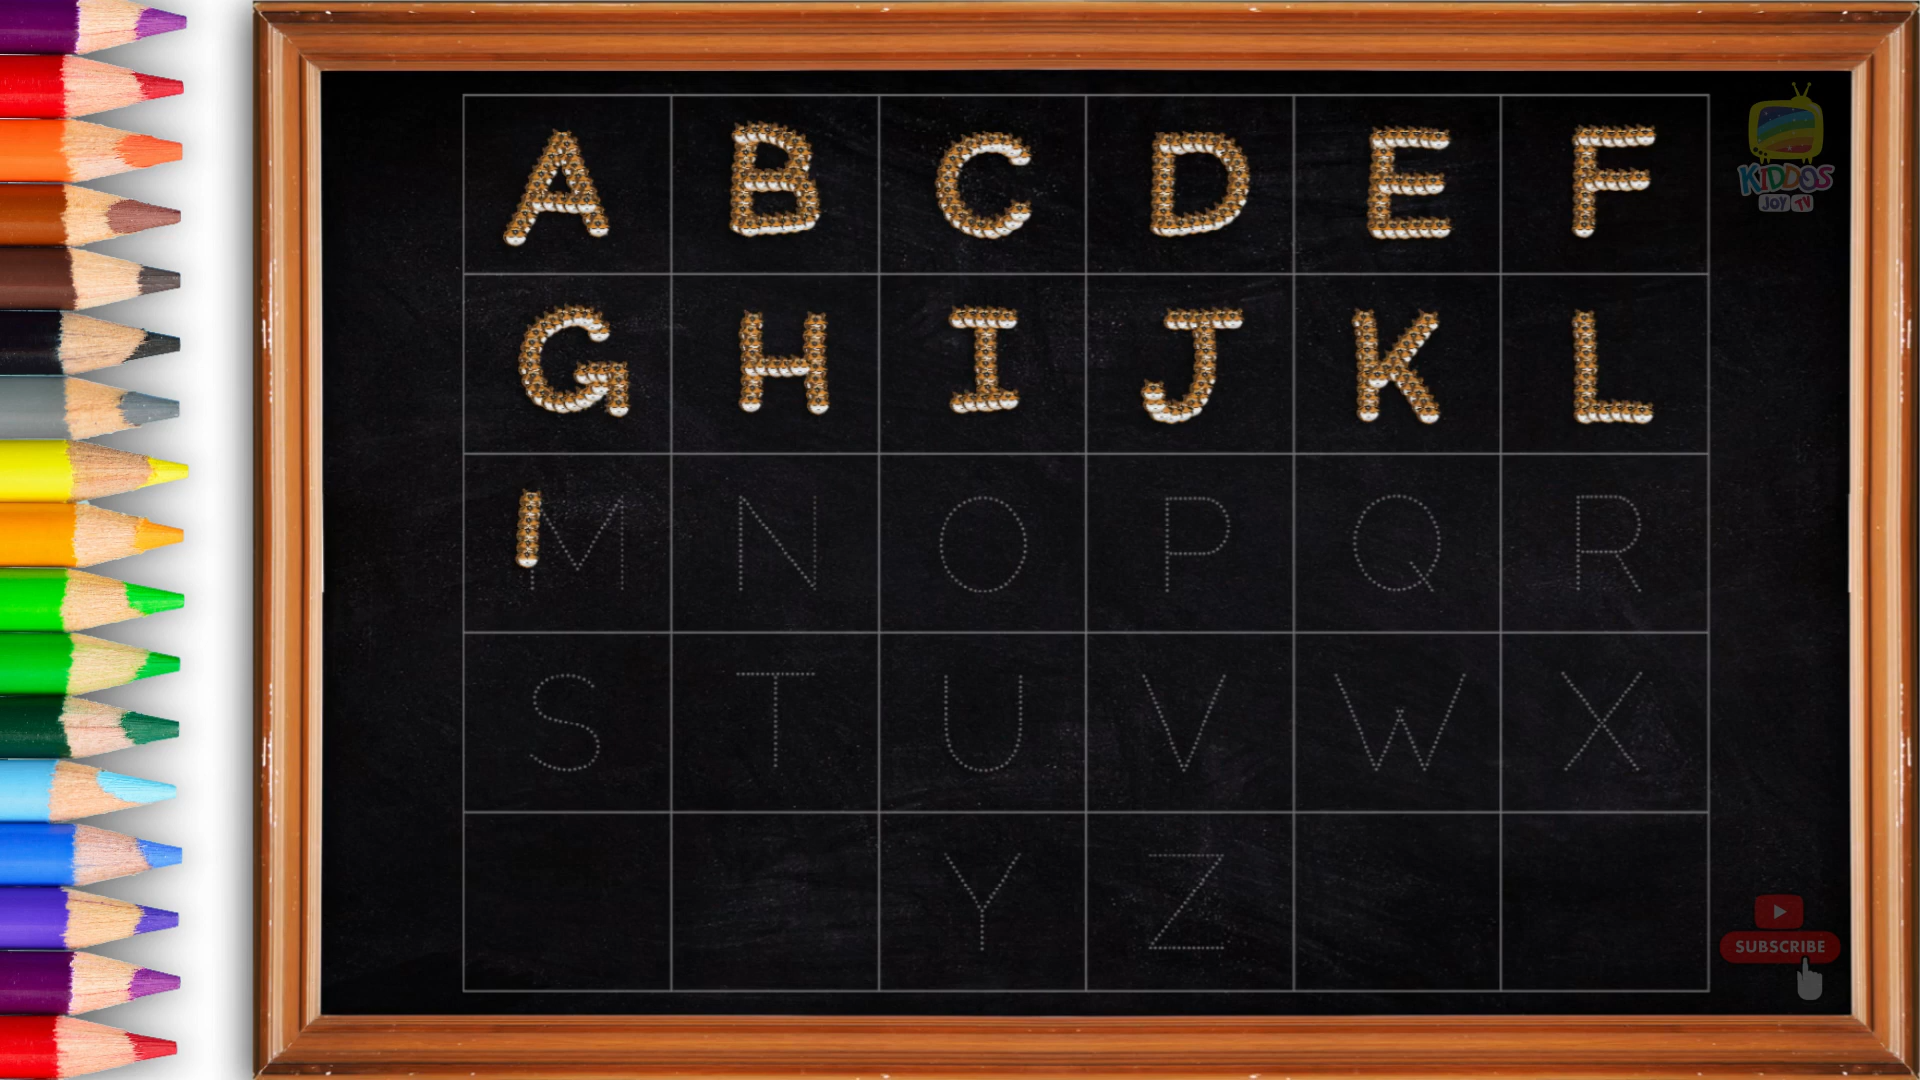 A B C D E F
KIDDOS
JOY TV
G H I J K L
M N O P Q R
S T U V W X
Y Z
SUBSCRIBE